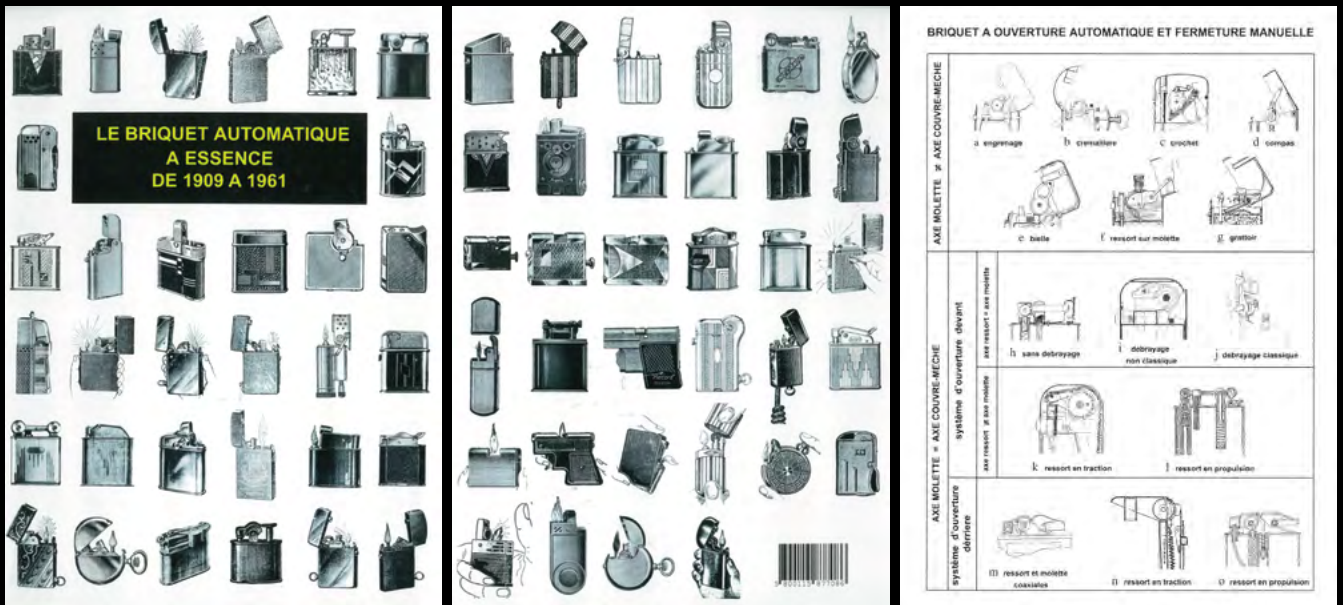 LE BRIQUET AUTOMATIQUE
A ESSENCE
DE 1909 A 1961
BRIQUET A OUVERTURE AUTOMATIQUE ET FERMETURE MANUELLE
AXE MOLETTE ≠ AXE COUVRE-MECHE
a engrenage
b cremaillere
c crochet
d compas
e bielle
f ressort sur molette
g grattoir
AXE MOLETTE = AXE COUVRE-MECHE
système d'ouverture devant
axe ressort = axe molette
h sans debrayage
i debrayage
non classique
j debrayage classique
axe ressort ≠ axe molette
k ressort en traction
l ressort en propulsion
système d'ouverture
dèrriere
m ressort et molette
coaxiales
n ressort en traction
o ressort en propulsion